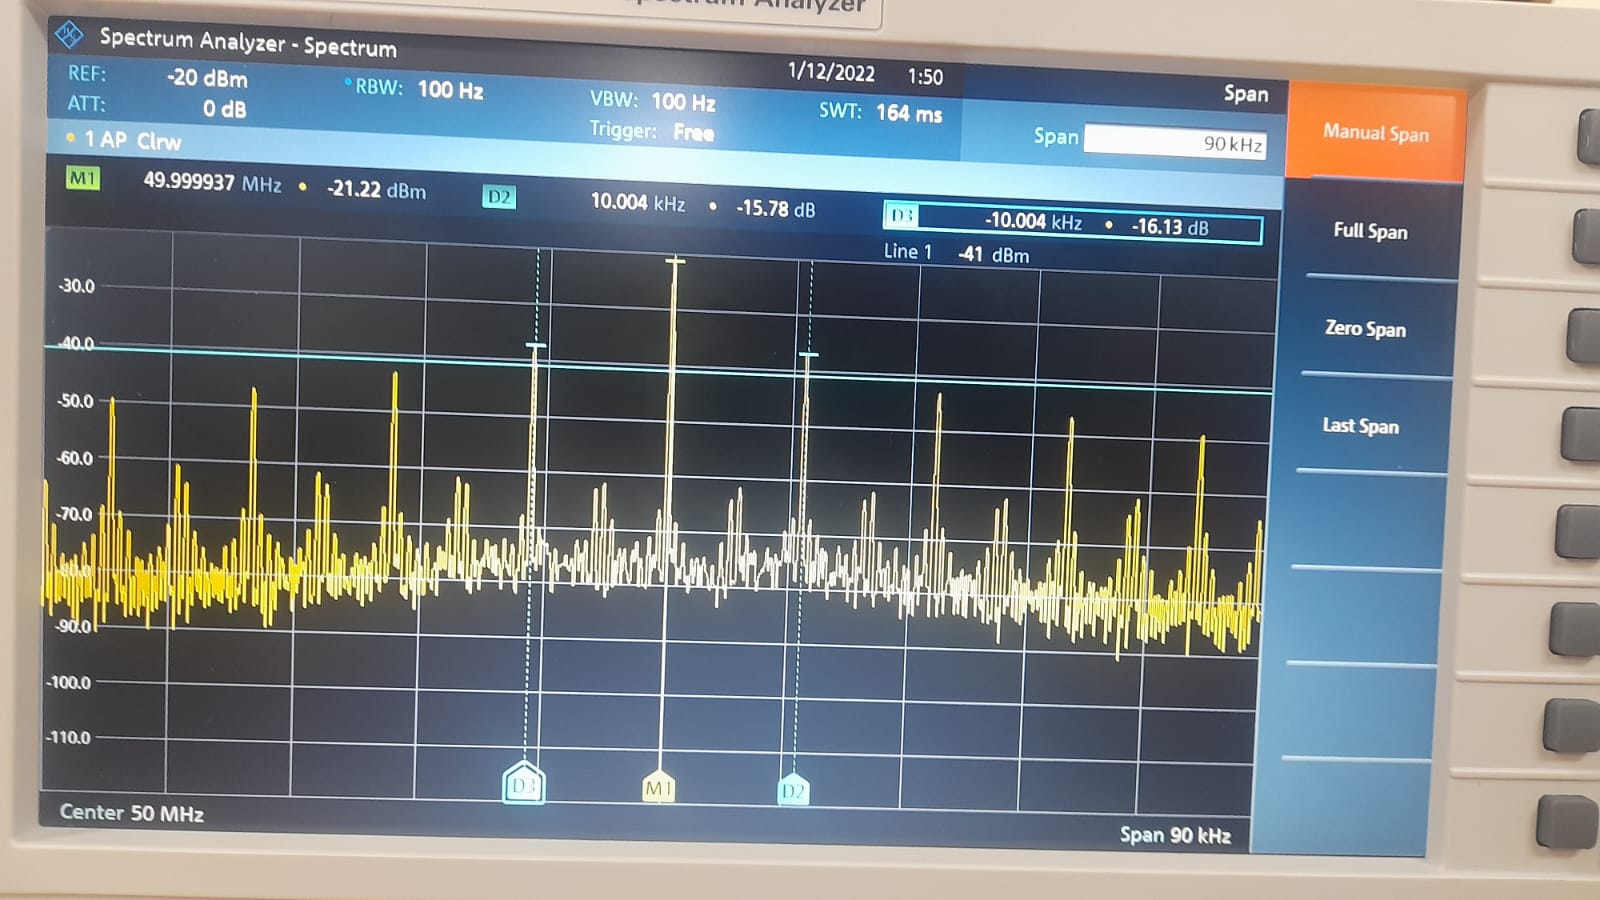 Spectrum Analyzer
Spectrum Analyzer - Spectrum
1/12/2022 1:50
REF: -20 dBm RBW: 100 Hz VBW: 100 Hz SWT: 164 ms
ATT: 0 dB Trigger: Free
1 AP Clrw
Span
Span 90 kHz
M1 49.999937 MHz • -21.22 dBm D2 10.004 kHz • -15.78 dB D3 -10.004 kHz • -16.13 dB
Line 1 -41 dBm
-30.0
-40.0
-50.0
-60.0
-70.0
-80.0
-90.0
-100.0
-110.0
D3 M1 D2
Center 50 MHz Span 90 kHz
Manual Span
Full Span
Zero Span
Last Span